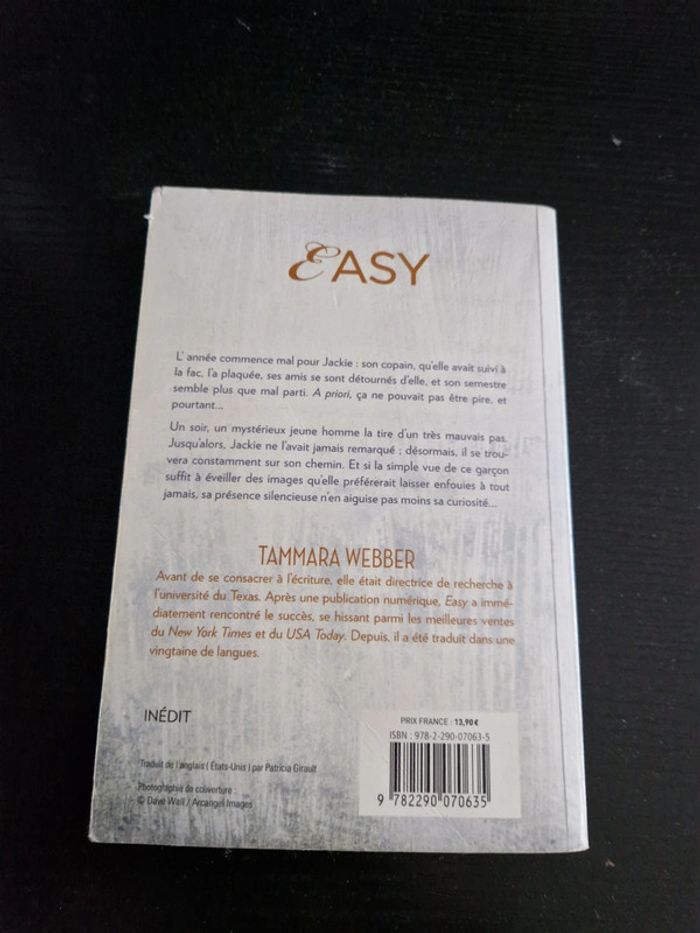 EASY
L' année commence mal pour Jackie : son copain, qu'elle avait suivi à
la fac, l'a plaquée, ses amis se sont détournés d'elle, et son semestre
semble plus que mal parti. A priori, ça ne pouvait pas être pire, et
pourtant...
Un soir, un mystérieux jeune homme la tire d'un très mauvais pas.
Jusqu'alors, Jackie ne l'avait jamais remarqué ; désormais, il se trou-
vera constamment sur son chemin. Et si la simple vue de ce garçon
suffit à éveiller des images qu'elle préférerait laisser enfouies à tout
jamais, sa présence silencieuse n'en aiguise pas moins sa curiosité...
TAMMARA WEBBER
Avant de se consacrer à l'écriture, elle était directrice de recherche à
l'université du Texas. Après une publication numérique, Easy a immé-
diatement rencontré le succès, se hissant parmi les meilleures ventes
du New York Times et du USA Today. Depuis, il a été traduit dans une
vingtaine de langues.
INÉDIT
PRIX FRANCE : 13,90 €
ISBN : 978-2-290-07063-5
Traduit de l'anglais ( États-Unis ) par Patricia Girault
Photographie de couverture :
© Dave Wall / Arcangel Images
9 782290 070635